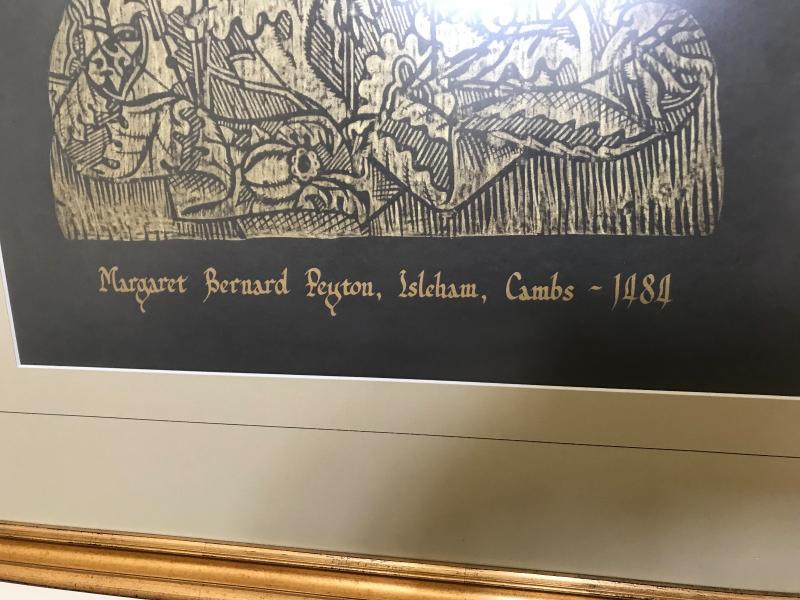 Margaret Bernard Peyton, Isleham, Cambs ~ 1484